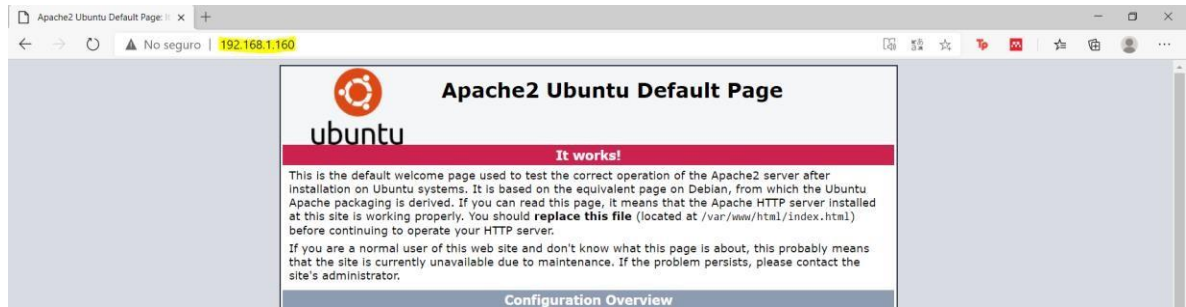 Apache2 Ubuntu Default Page: It
No seguro | 192.168.1.160
Tp
Apache2 Ubuntu Default Page
ubuntu
It works!
This is the default welcome page used to test the correct operation of the Apache2 server after
installation on Ubuntu systems. It is based on the equivalent page on Debian, from which the Ubuntu
Apache packaging is derived. If you can read this page, it means that the Apache HTTP server installed
at this site is working properly. You should replace this file (located at /var/www/html/index.html)
before continuing to operate your HTTP server.
If you are a normal user of this web site and don't know what this page is about, this probably means
that the site is currently unavailable due to maintenance. If the problem persists, please contact the
site's administrator.
Configuration Overview